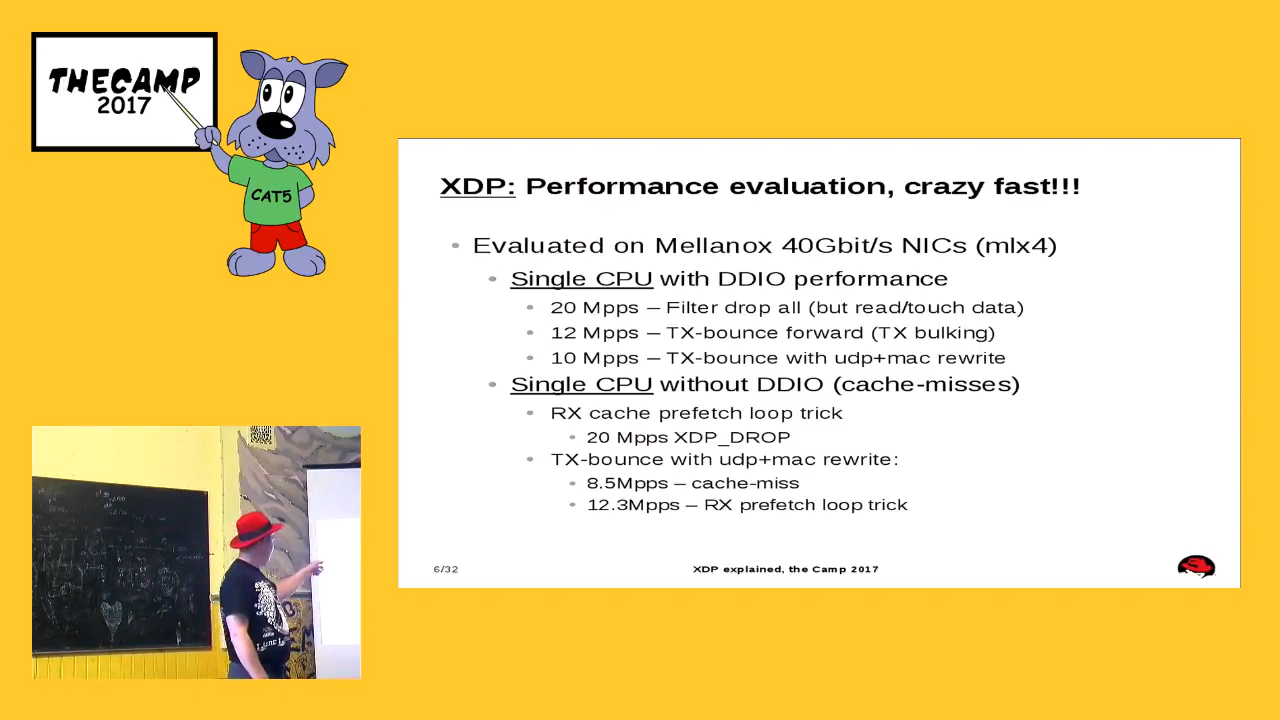 THECAMP
2017
CAT5
XDP: Performance evaluation, crazy fast!!!
Evaluated on Mellanox 40Gbit/s NICs (mlx4)
Single CPU with DDIO performance
20 Mpps – Filter drop all (but read/touch data)
12 Mpps – TX-bounce forward (TX bulking)
10 Mpps – TX-bounce with udp+mac rewrite
Single CPU without DDIO (cache-misses)
RX cache prefetch loop trick
20 Mpps XDP_DROP
TX-bounce with udp+mac rewrite:
8.5Mpps – cache-miss
12.3Mpps – RX prefetch loop trick
6/32
XDP explained, the Camp 2017